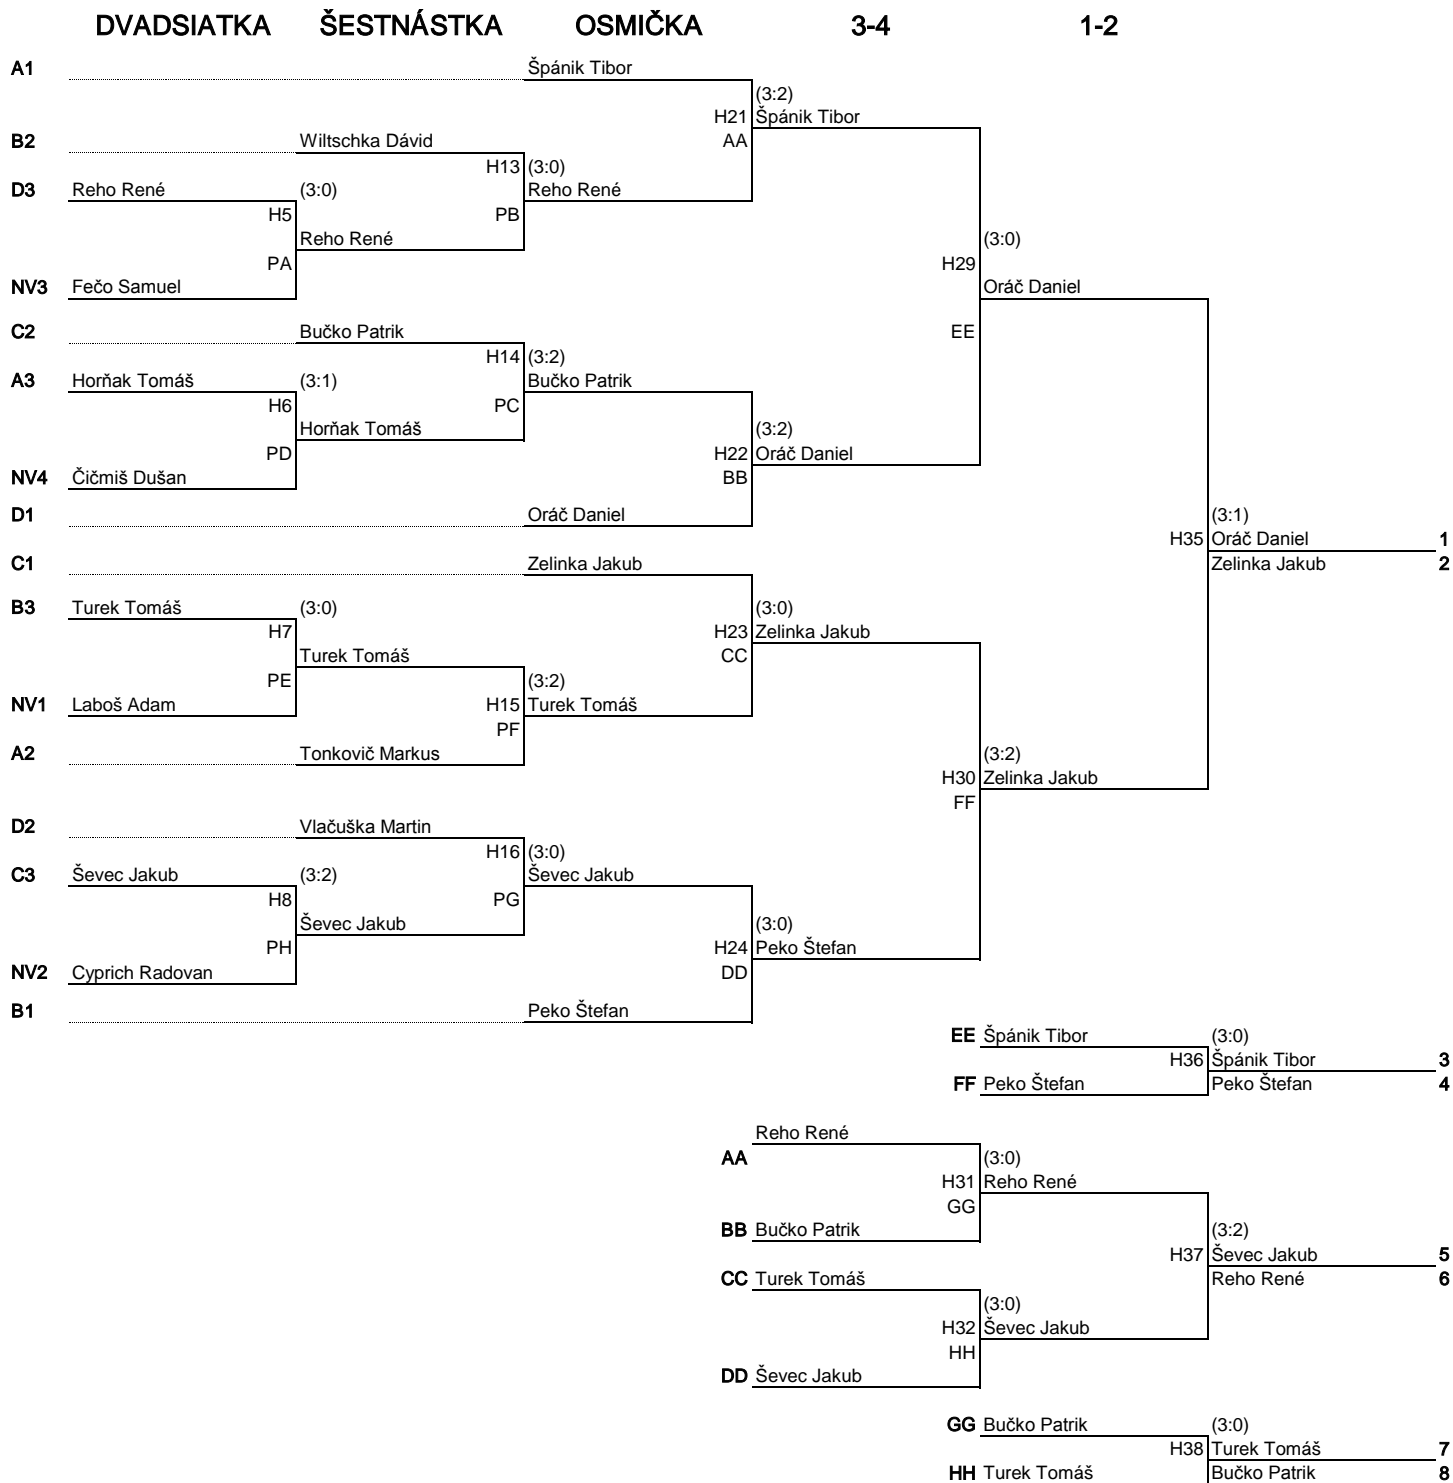 DVADSIATKA ŠESTNÁSTKA OSMIČKA 3-4 1-2
A1 Špánik Tibor
(3:2)
H21 Špánik Tibor
B2 Wiltschka Dávid AA
H13 (3:0)
D3 Reho René (3:0) Reho René
H5 PB
Reho René (3:0)
PA H29
NV3 Fečo Samuel Oráč Daniel
C2 Bučko Patrik EE
H14 (3:2)
A3 Horňak Tomáš (3:1) Bučko Patrik
H6 PC
Horňak Tomáš (3:2)
PD H22 Oráč Daniel
NV4 Čičmiš Dušan BB
D1 Oráč Daniel (3:1)
H35 Oráč Daniel 1
C1 Zelinka Jakub Zelinka Jakub 2
B3 Turek Tomáš (3:0) (3:0)
H7 H23 Zelinka Jakub
Turek Tomáš CC
PE (3:2)
NV1 Laboš Adam H15 Turek Tomáš
PF
A2 Tonkovič Markus (3:2)
H30 Zelinka Jakub
FF
D2 Vlačuška Martin
H16 (3:0)
C3 Ševec Jakub (3:2) Ševec Jakub
H8 PG
Ševec Jakub (3:0)
PH H24 Peko Štefan
NV2 Cyprich Radovan DD
B1 Peko Štefan
EE Špánik Tibor (3:0)
H36 Špánik Tibor 3
FF Peko Štefan Peko Štefan 4
Reho René
AA (3:0)
H31 Reho René
GG
BB Bučko Patrik (3:2)
H37 Ševec Jakub 5
CC Turek Tomáš Reho René 6
(3:0)
H32 Ševec Jakub
HH
DD Ševec Jakub
GG Bučko Patrik (3:0)
H38 Turek Tomáš 7
HH Turek Tomáš Bučko Patrik 8